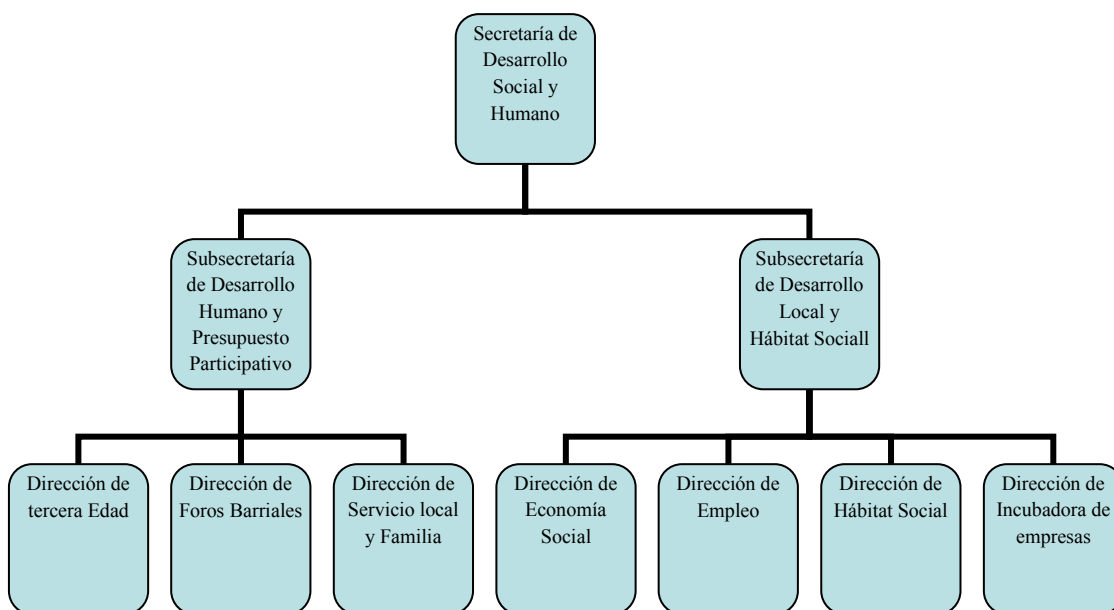 Secretaría de
Desarrollo
Social y
Humano
Subsecretaría
de Desarrollo
Humano y
Presupuesto
Participativo
Subsecretaría
de Desarrollo
Local y
Hábitat Sociall
Dirección de
tercera Edad
Dirección de
Foros Barriales
Dirección de
Servicio local
y Familia
Dirección de
Economía
Social
Dirección de
Empleo
Dirección de
Hábitat Social
Dirección de
Incubadora de
empresas